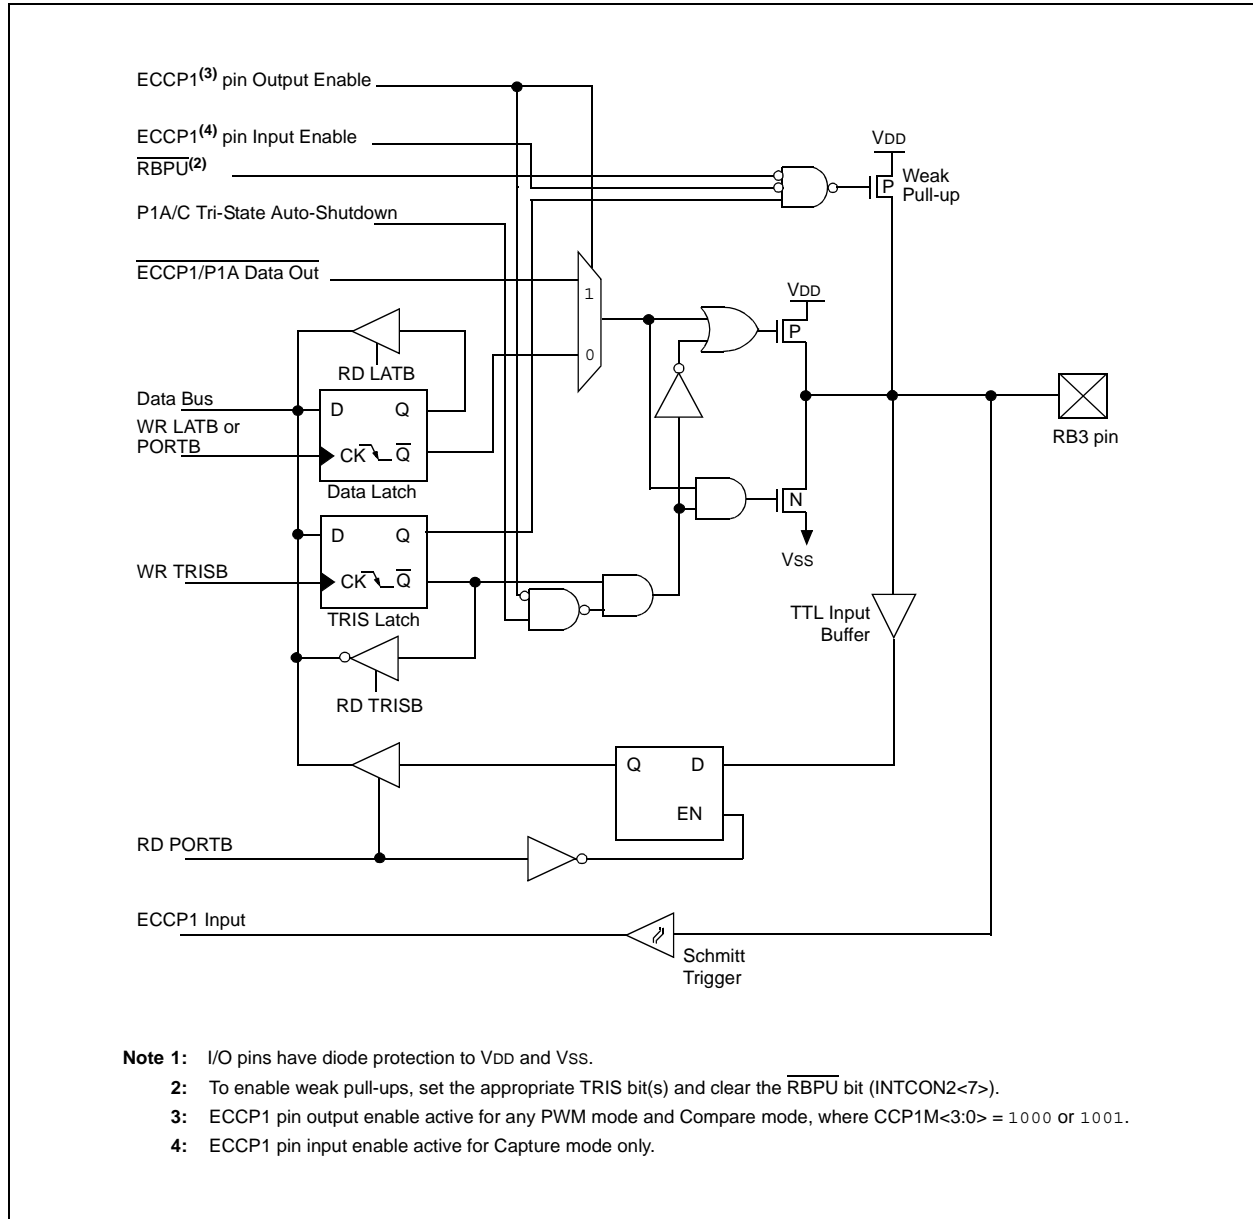 ECCP1(3) pin Output Enable
ECCP1(4) pin Input Enable
RBPU(2)
P1A/C Tri-State Auto-Shutdown
ECCP1/P1A Data Out
VDD
P
Weak
Pull-up
1
0
VDD
P
RD LATB
Data Bus
WR LATB or
PORTB
D
Q
CK
Q
Data Latch
RB3 pin
N
VSS
D
Q
WR TRISB
CK
Q
TRIS Latch
TTL Input
Buffer
RD TRISB
Q
D
EN
RD PORTB
ECCP1 Input
Schmitt
Trigger
Note 1: I/O pins have diode protection to VDD and VSS.
2: To enable weak pull-ups, set the appropriate TRIS bit(s) and clear the RBPU bit (INTCON2<7>).
3: ECCP1 pin output enable active for any PWM mode and Compare mode, where CCP1M<3:0> = 1000 or 1001.
4: ECCP1 pin input enable active for Capture mode only.